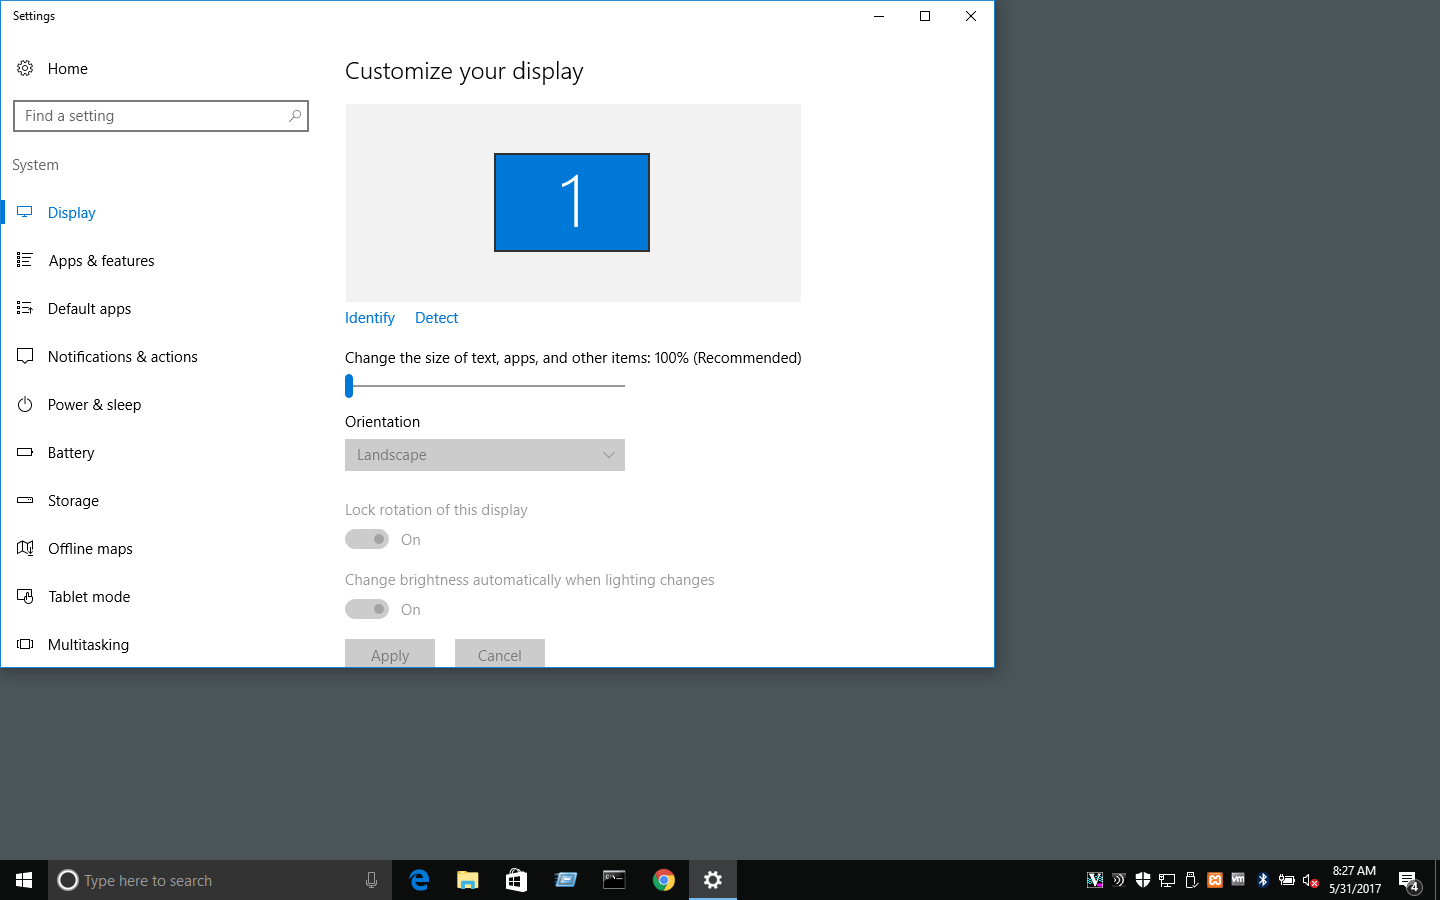 Settings
Home
Find a setting
System
Display
Apps & features
Default apps
Notifications & actions
Power & sleep
Battery
Storage
Offline maps
Tablet mode
Multitasking
Customize your display
1
Identify Detect
Change the size of text, apps, and other items: 100% (Recommended)
Orientation
Landscape
Lock rotation of this display
On
Change brightness automatically when lighting changes
On
Apply Cancel
Type here to search
8:27 AM
5/31/2017
4